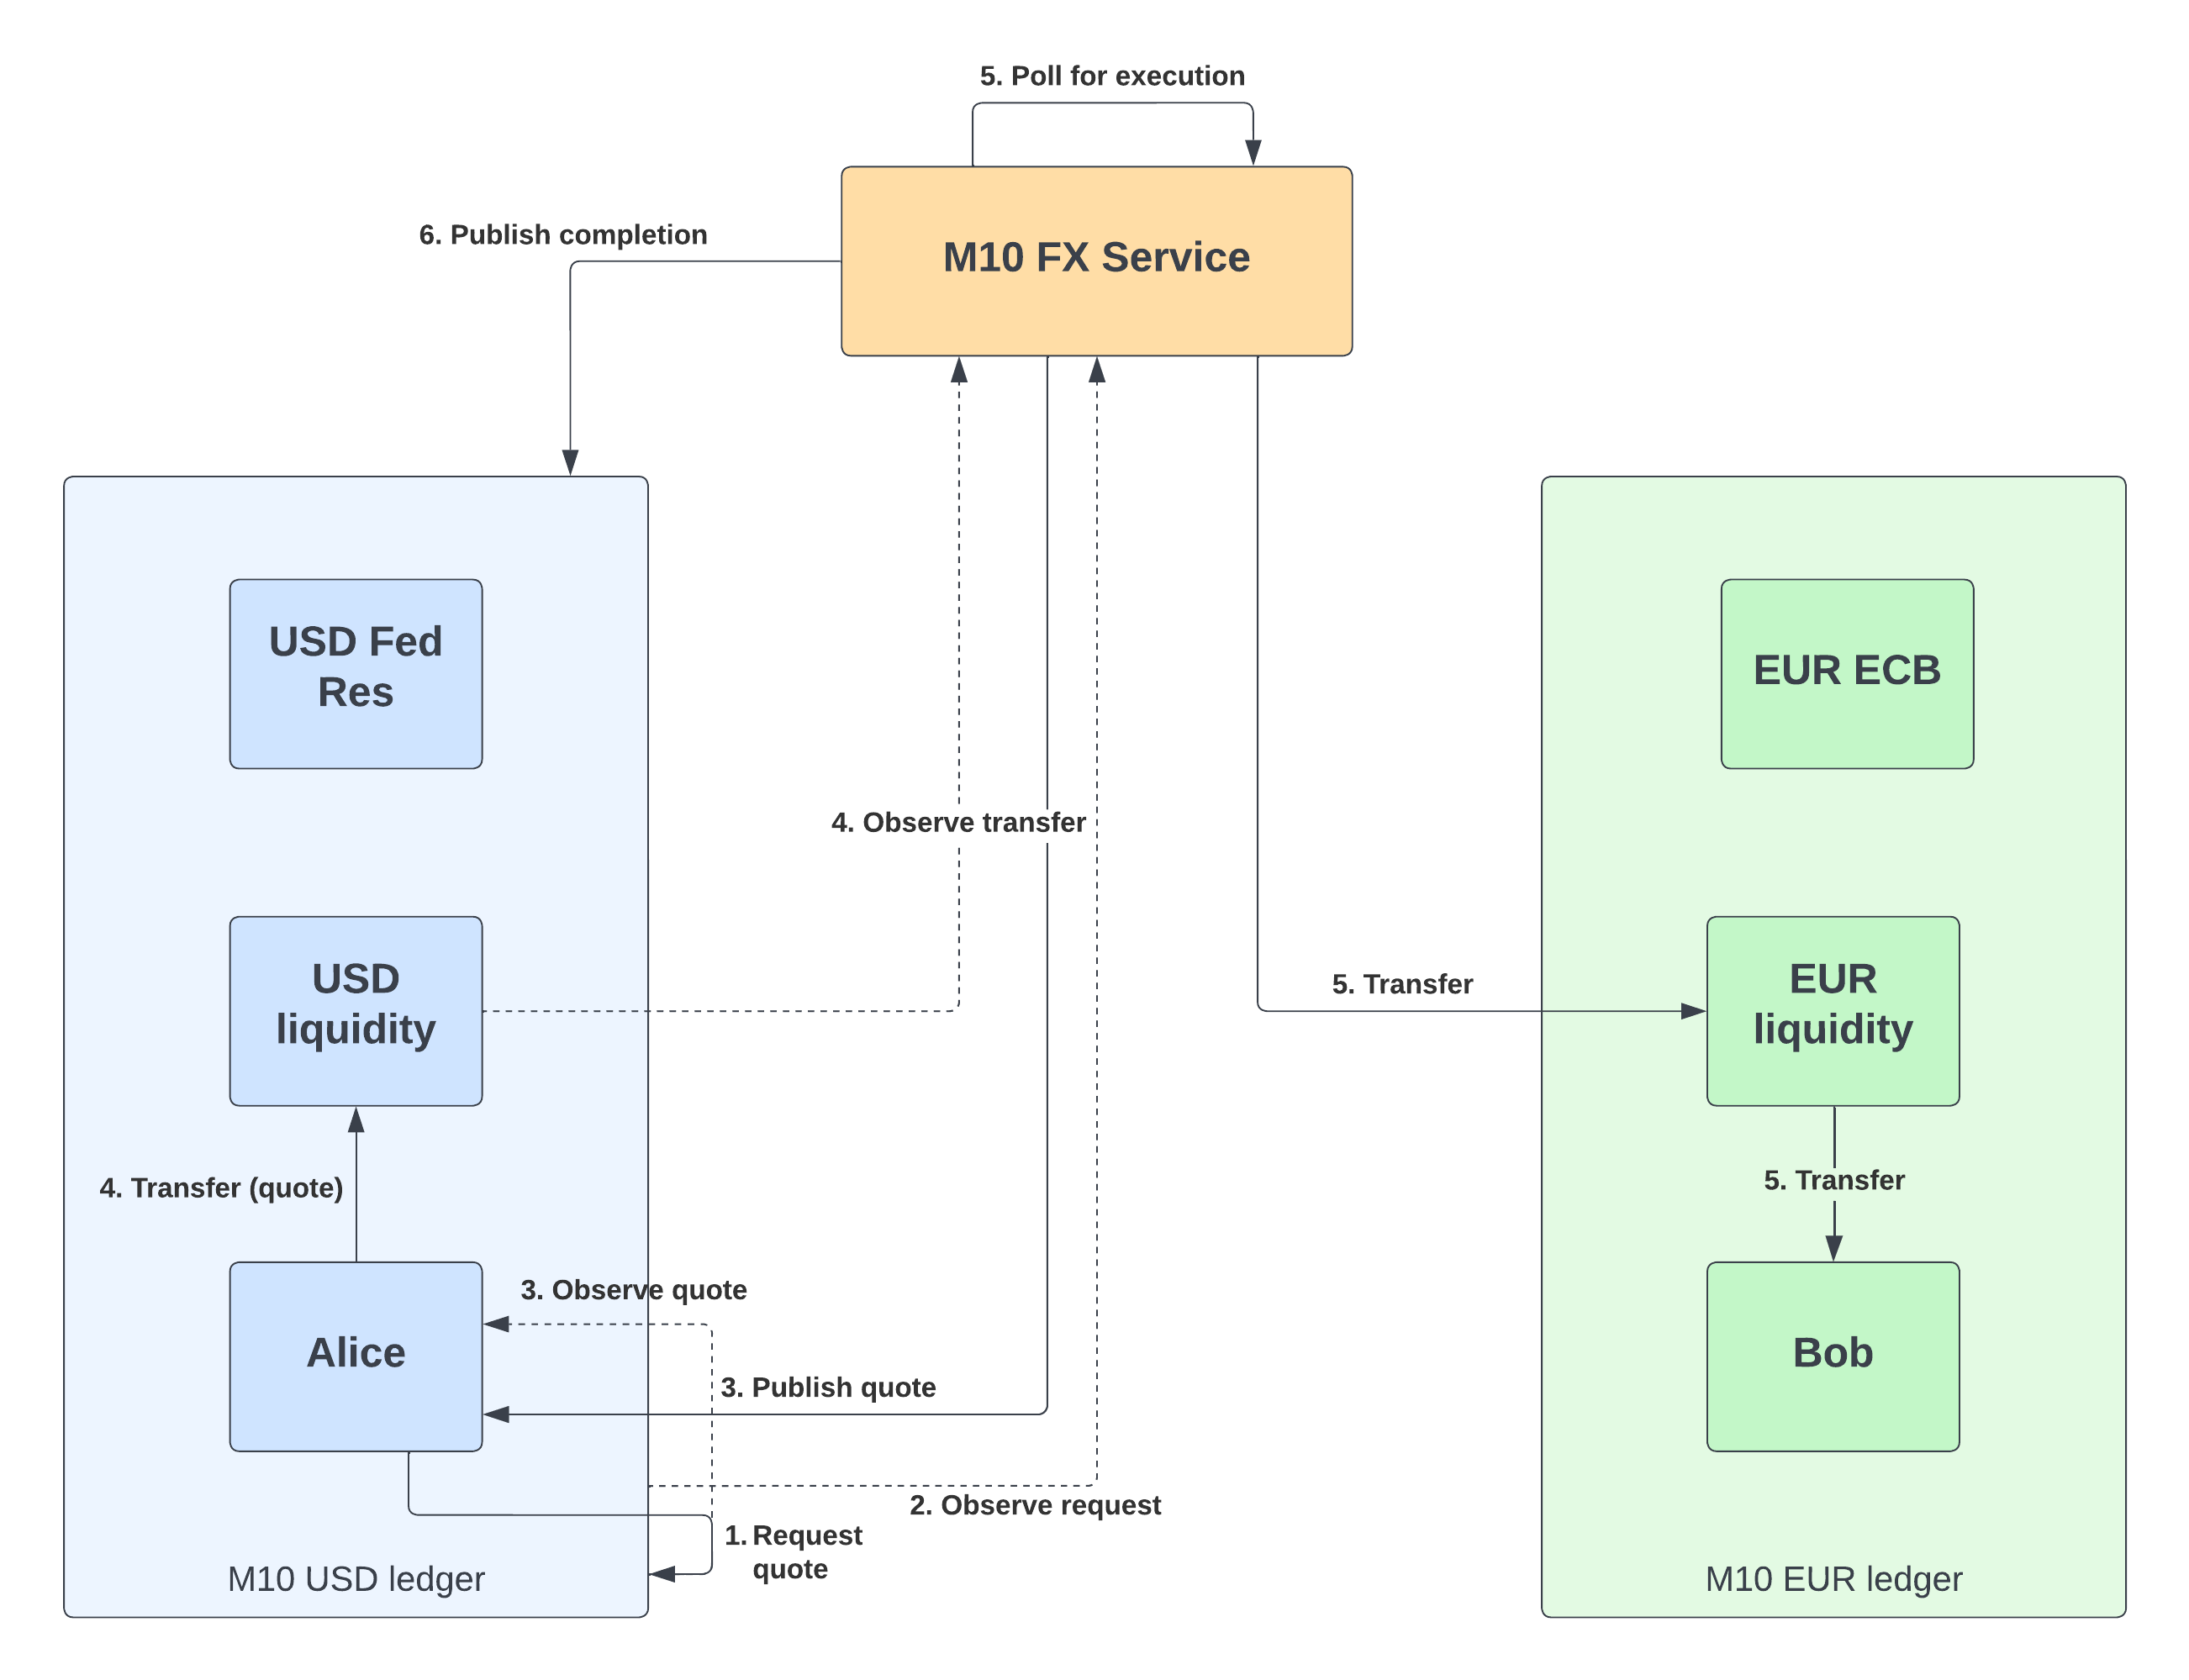 5. Poll for execution
6. Publish completion
M10 FX Service
USD Fed
Res
EUR ECB
4. Observe transfer
USD
liquidity
5. Transfer
EUR
liquidity
4. Transfer (quote)
5. Transfer
3. Observe quote
Alice
Bob
3. Publish quote
2. Observe request
1. Request
quote
M10 USD ledger
M10 EUR ledger